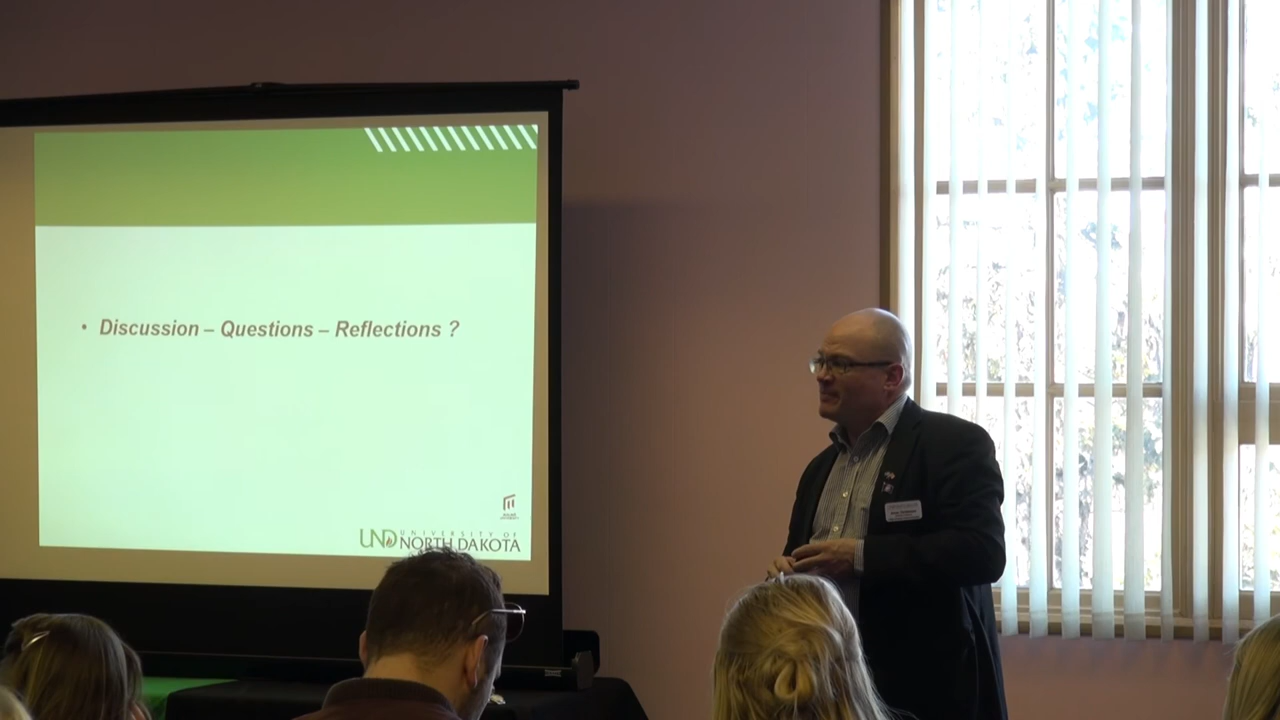 • Discussion – Questions – Reflections ?
UND UNIVERSITY OF
NORTH DAKOTA